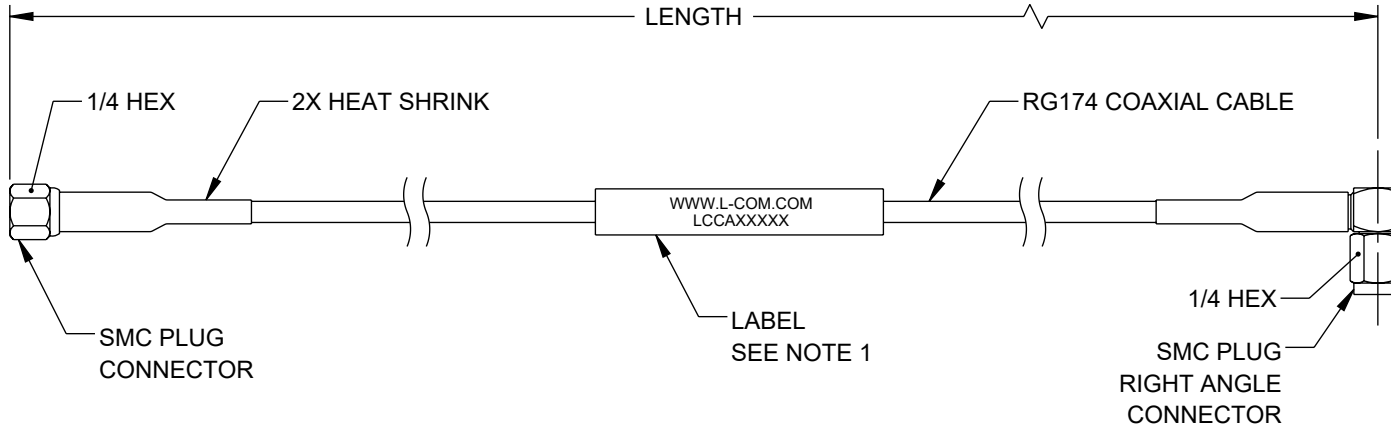 LENGTH
1/4 HEX
2X HEAT SHRINK
RG174 COAXIAL CABLE
WWW.L-COM.COM
LCCAXXXXX
1/4 HEX
SMC PLUG
CONNECTOR
LABEL
SEE NOTE 1
SMC PLUG
RIGHT ANGLE
CONNECTOR